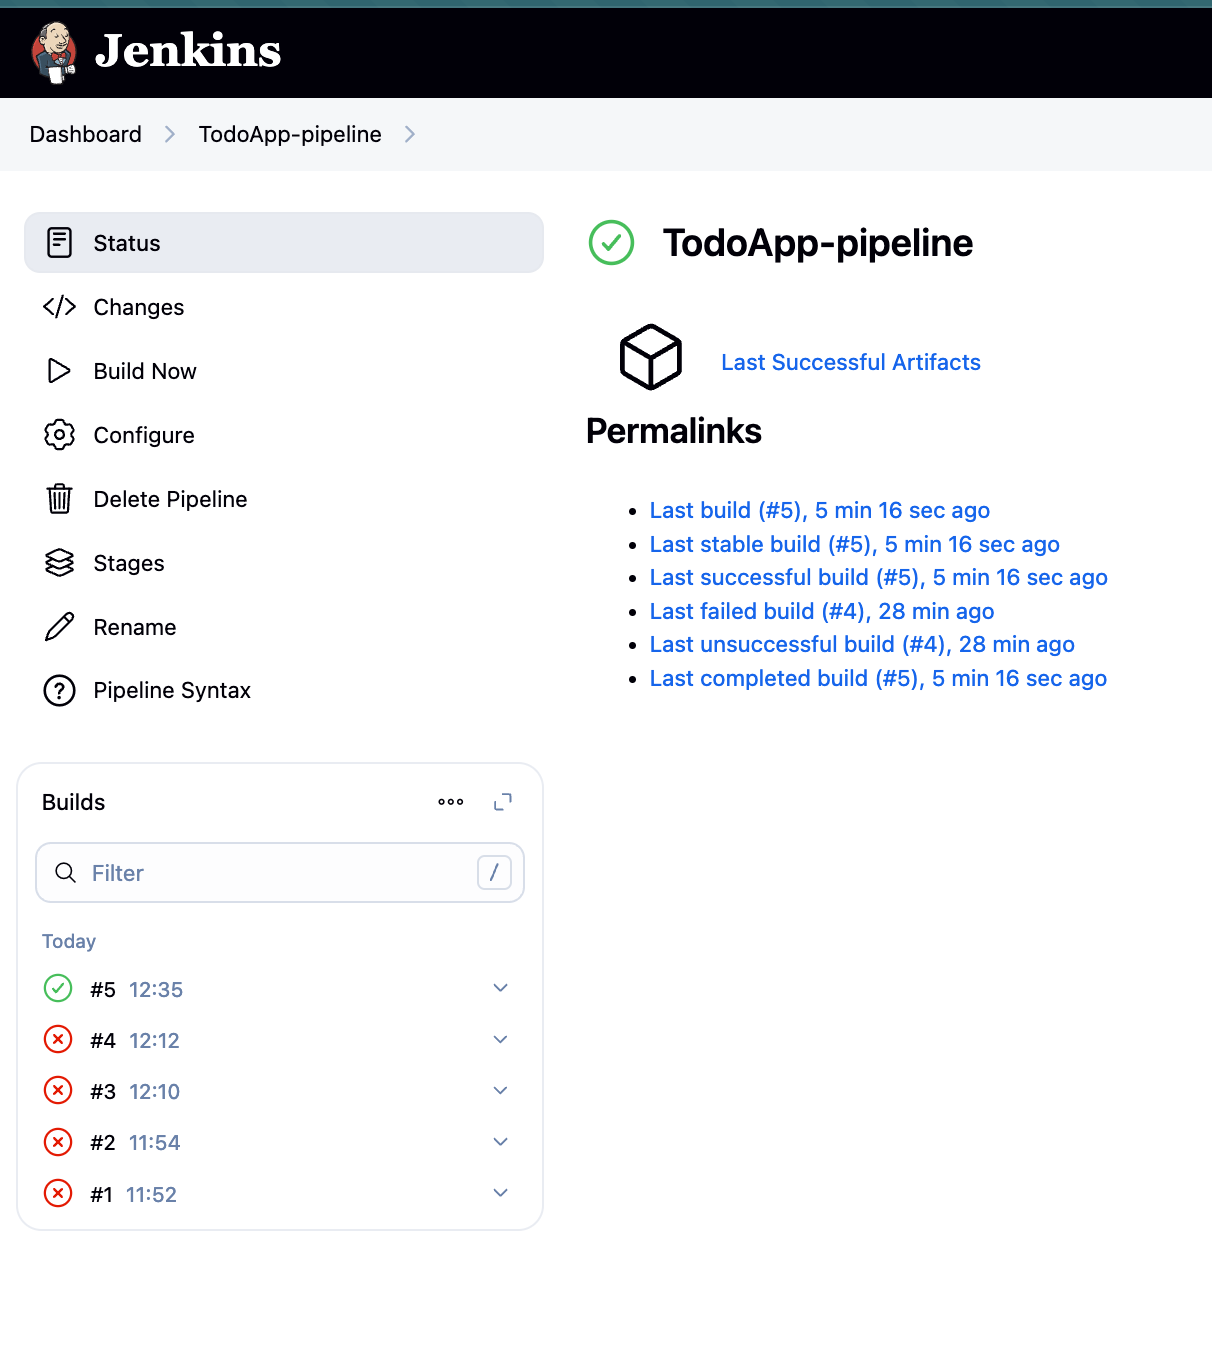 Jenkins
Dashboard
TodoApp-pipeline
Status
Changes
Build Now
Configure
Delete Pipeline
Stages
Rename
Pipeline Syntax
Builds
Filter
/
Today
#5 12:35
#4 12:12
#3 12:10
#2 11:54
#1 11:52
TodoApp-pipeline
Last Successful Artifacts
Permalinks
Last build (#5), 5 min 16 sec ago
Last stable build (#5), 5 min 16 sec ago
Last successful build (#5), 5 min 16 sec ago
Last failed build (#4), 28 min ago
Last unsuccessful build (#4), 28 min ago
Last completed build (#5), 5 min 16 sec ago